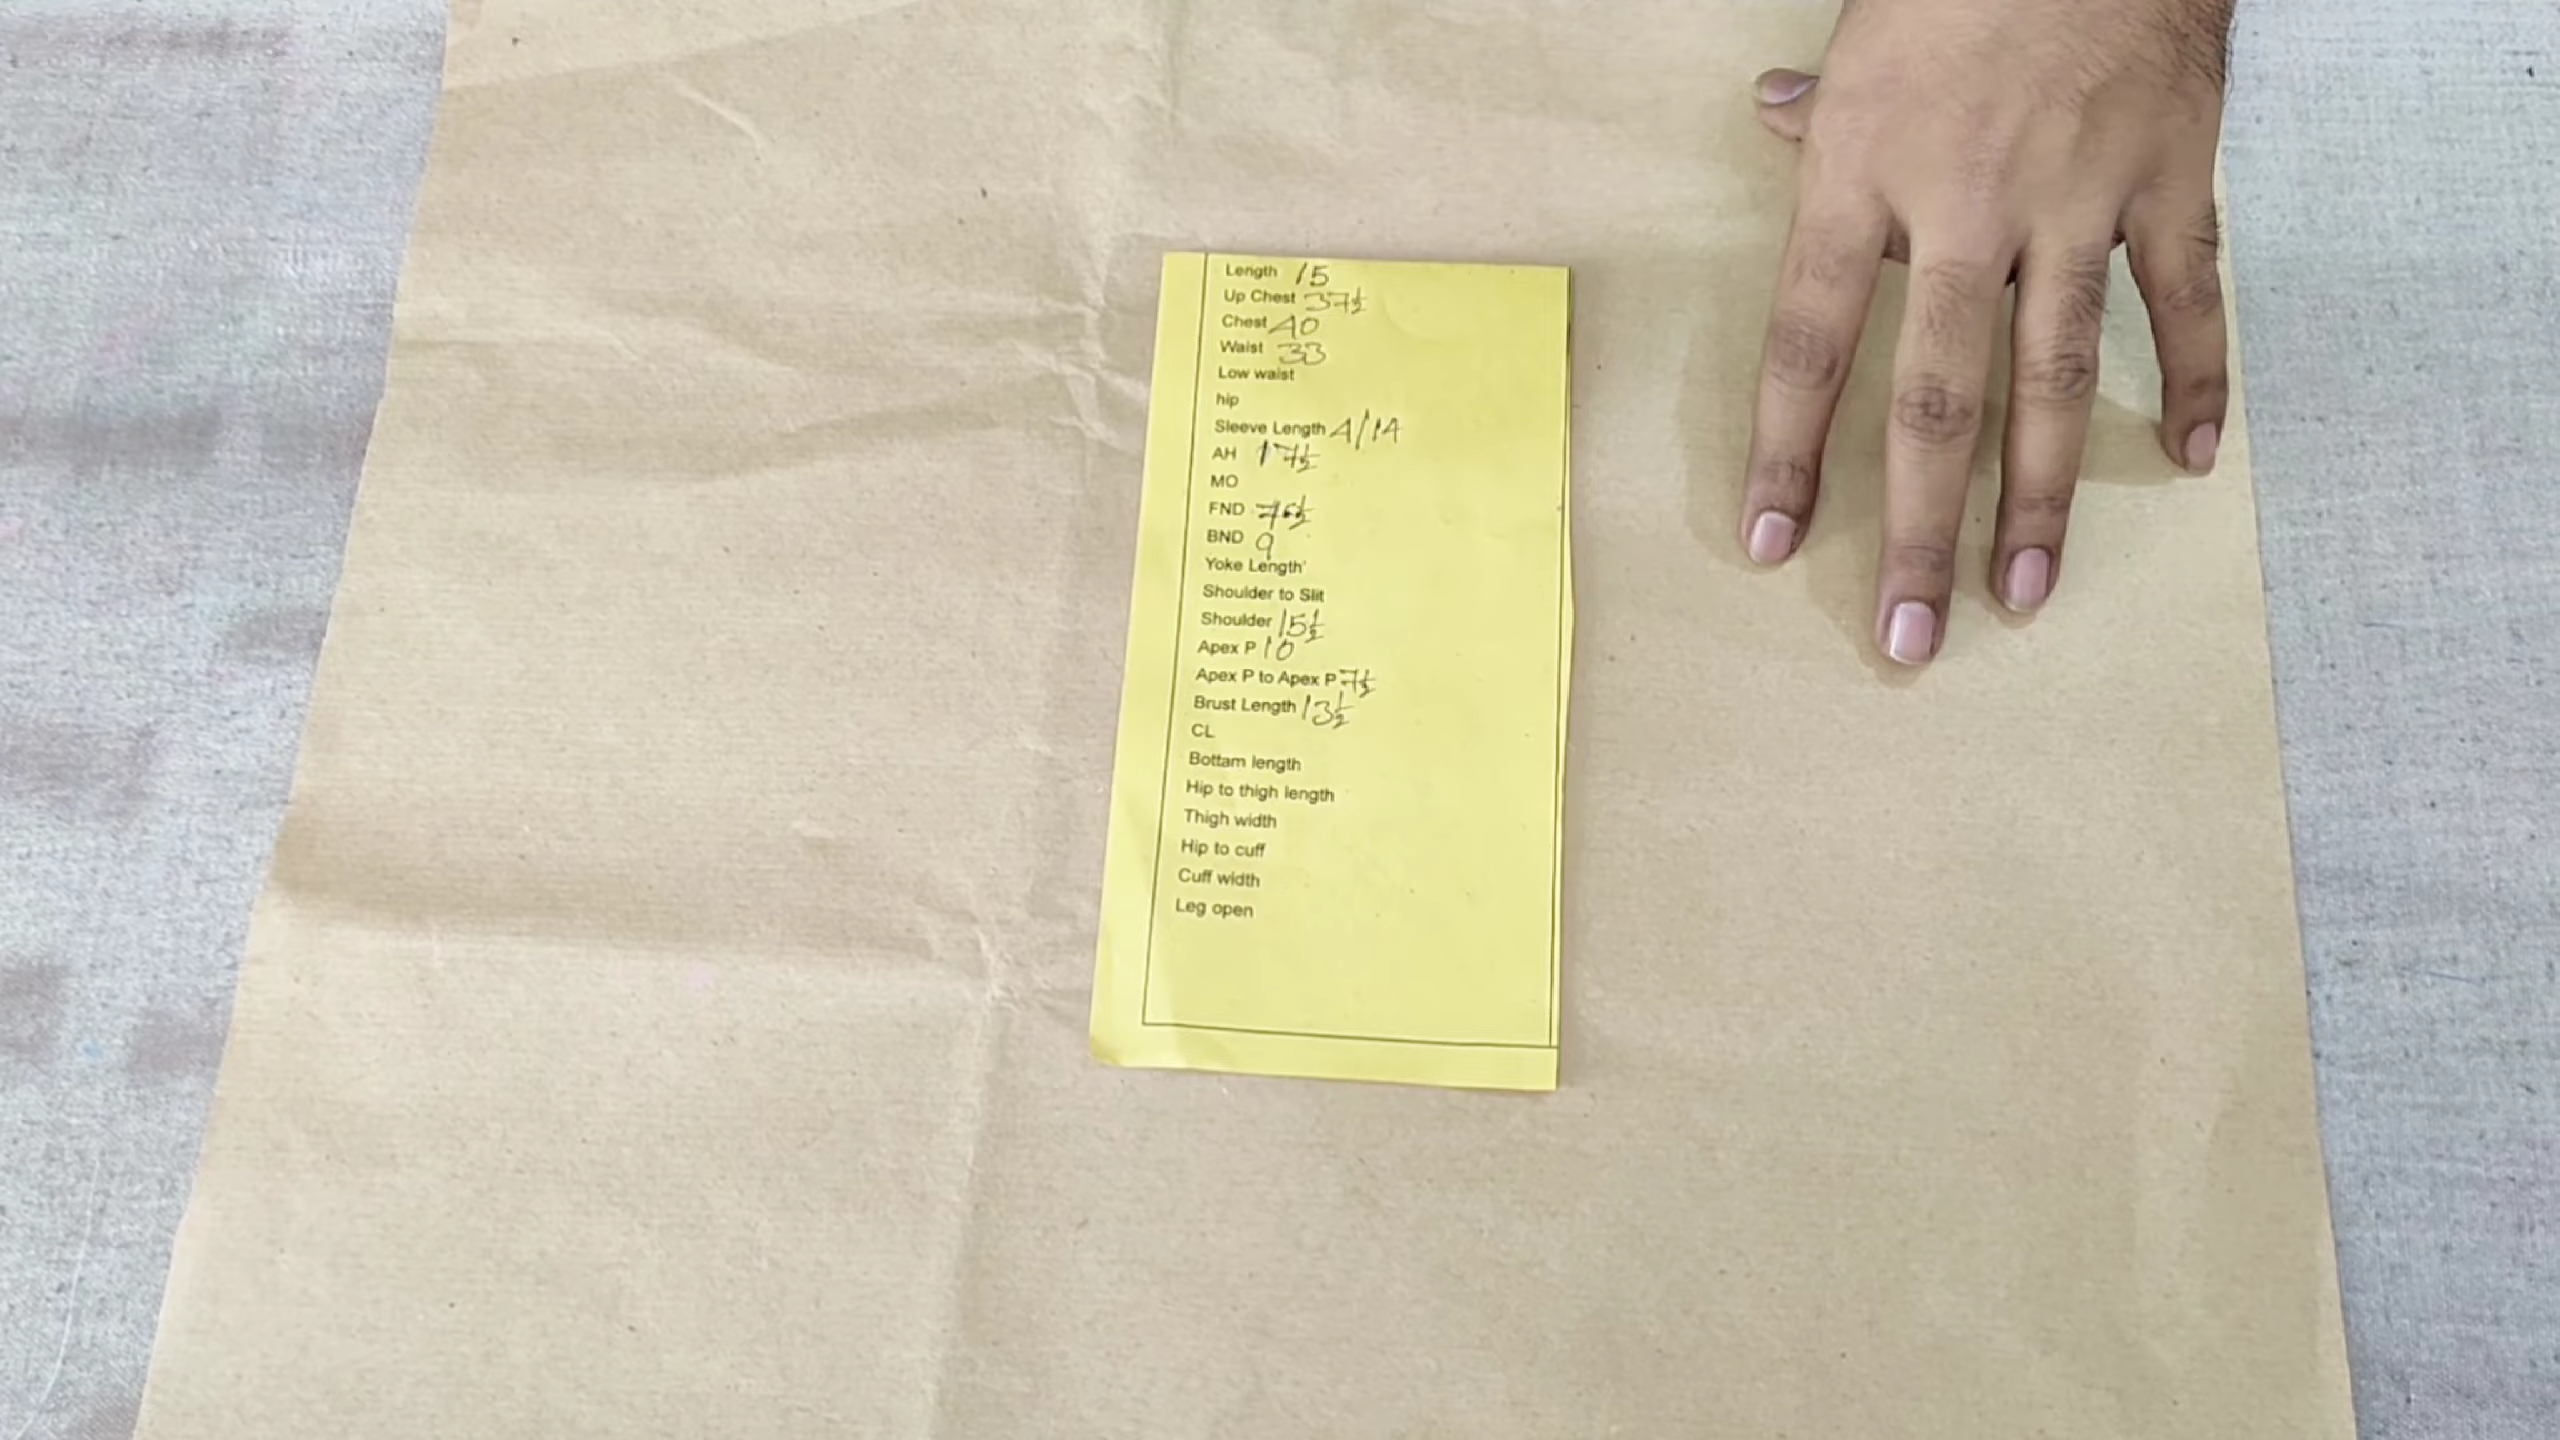 Length 15
Up Chest 37½
Chest 40
Waist 33
Low waist
hip
Sleeve Length 4/14
AH 17½
MO
FND
BND 9
Yoke Length'
Shoulder to Slit
Shoulder 15½
Apex P 10
Apex P to Apex P 7½
Brust Length 13½
CL
Bottam length
Hip to thigh length
Thigh width
Hip to cuff
Cuff width
Leg open